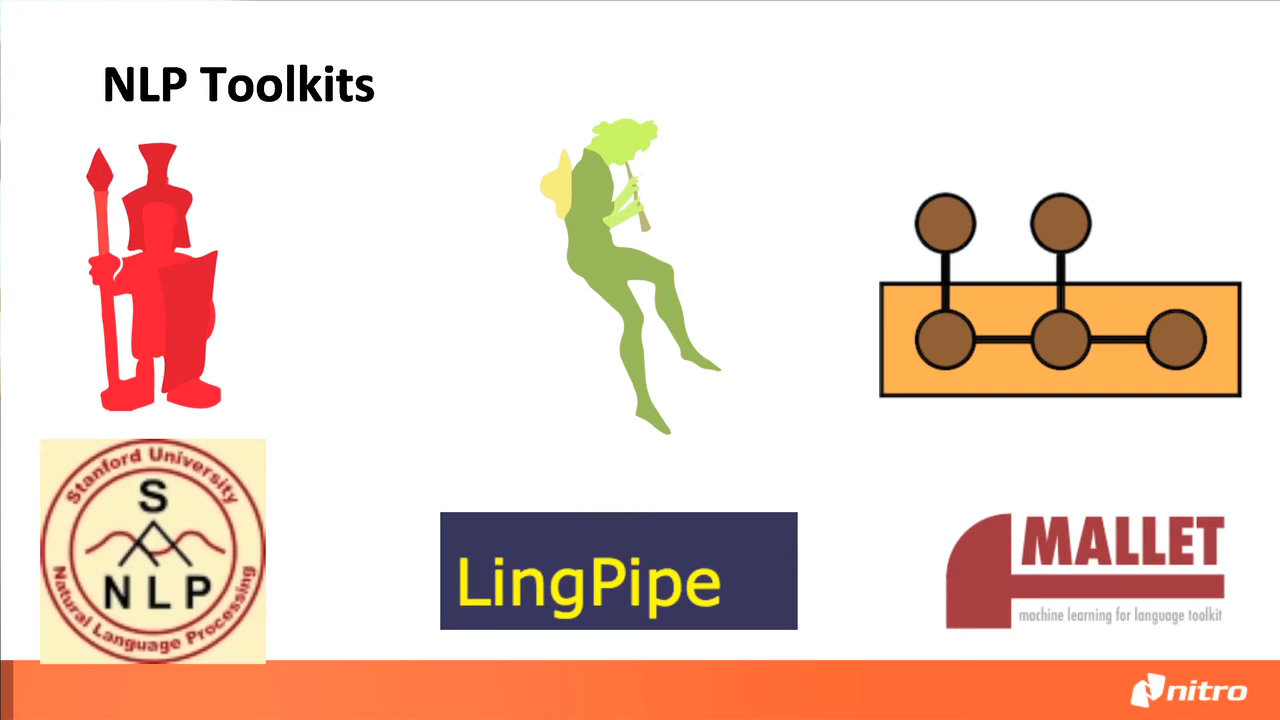 NLP Toolkits
Stanford University
S
NLP
Natural Language Processing
LingPipe
MALLET
machine learning for language toolkit
nitro